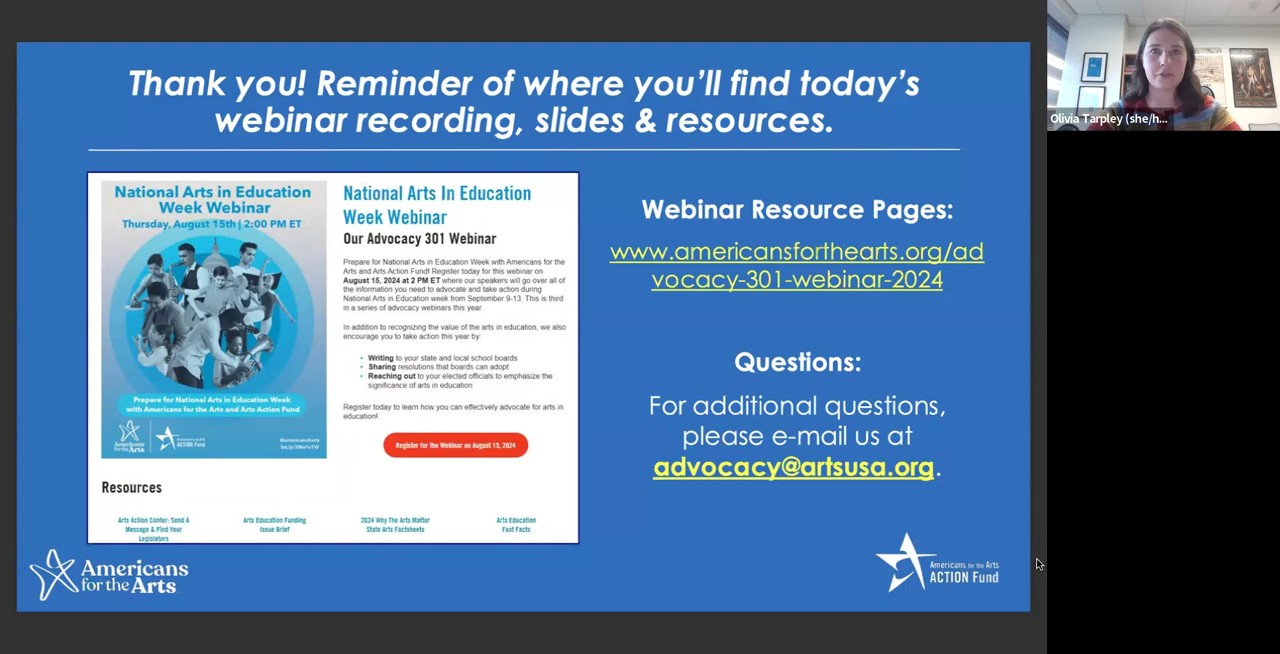 Thank you! Reminder of where you'll find today's
webinar recording, slides & resources.
National Arts in Education
Week Webinar
Thursday, August 15th | 2:00 PM ET
Prepare for National Arts in Education Week
with Americans for the Arts and Arts Action Fund
Americans
for the Arts
ACTION Fund
National Arts In Education
Week Webinar
Our Advocacy 301 Webinar
Prepare for National Arts in Education Week with Americans for the
Arts and Arts Action Fund! Register today for this webinar on
August 15, 2024 at 2 PM ET where our speakers will go over all of
the information you need to advocate and take action during
National Arts in Education week from September 9-13. This is third
in a series of advocacy webinars this year.
In addition to recognizing the value of the arts in education, we also
encourage you to take action this year by:
• Writing to your state and local school boards
• Sharing resolutions that boards can adopt
• Reaching out to your elected officials to emphasize the
significance of arts in education
Register today to learn how you can effectively advocate for arts in
education!
Register for the Webinar on August 15, 2024
Resources
Arts Action Center: Send A
Message & Find Your
Legislators
Arts Education Funding
Issue Brief
2024 Why The Arts Matter
State Arts Factsheets
Arts Education
Fast Facts
Webinar Resource Pages:
www.americansforthearts.org/ad
vocacy-301-webinar-2024
Questions:
For additional questions,
please e-mail us at
advocacy@artsusa.org.
Americans
for the Arts
Americans for the Arts
ACTION Fund
Olivia Tarpley (she/h...